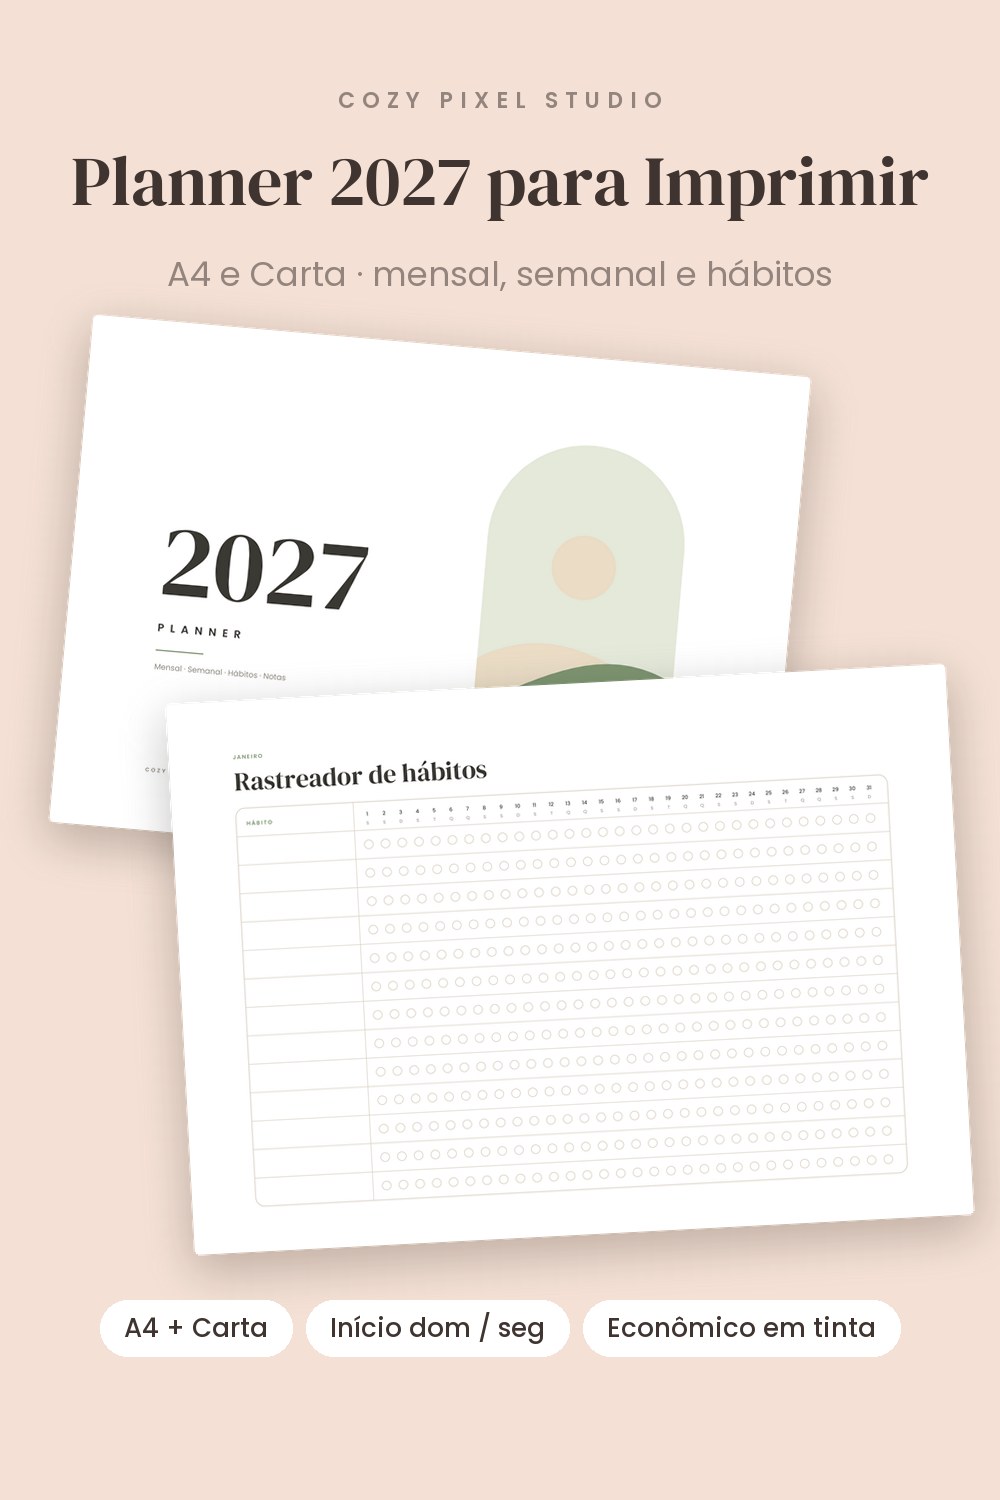 COZY PIXEL STUDIO
Planner 2027 para Imprimir
A4 e Carta · mensal, semanal e hábitos
2027
PLANNER
Mensal · Semanal · Hábitos · Notas
COZY
JANEIRO
Rastreador de hábitos
HÁBITO 1 2 3 4 5 6 7 8 9 10 11 12 13 14 15 16 17 18 19 20 21 22 23 24 25 26 27 28 29 30 31
A4 + Carta
Início dom / seg
Econômico em tinta